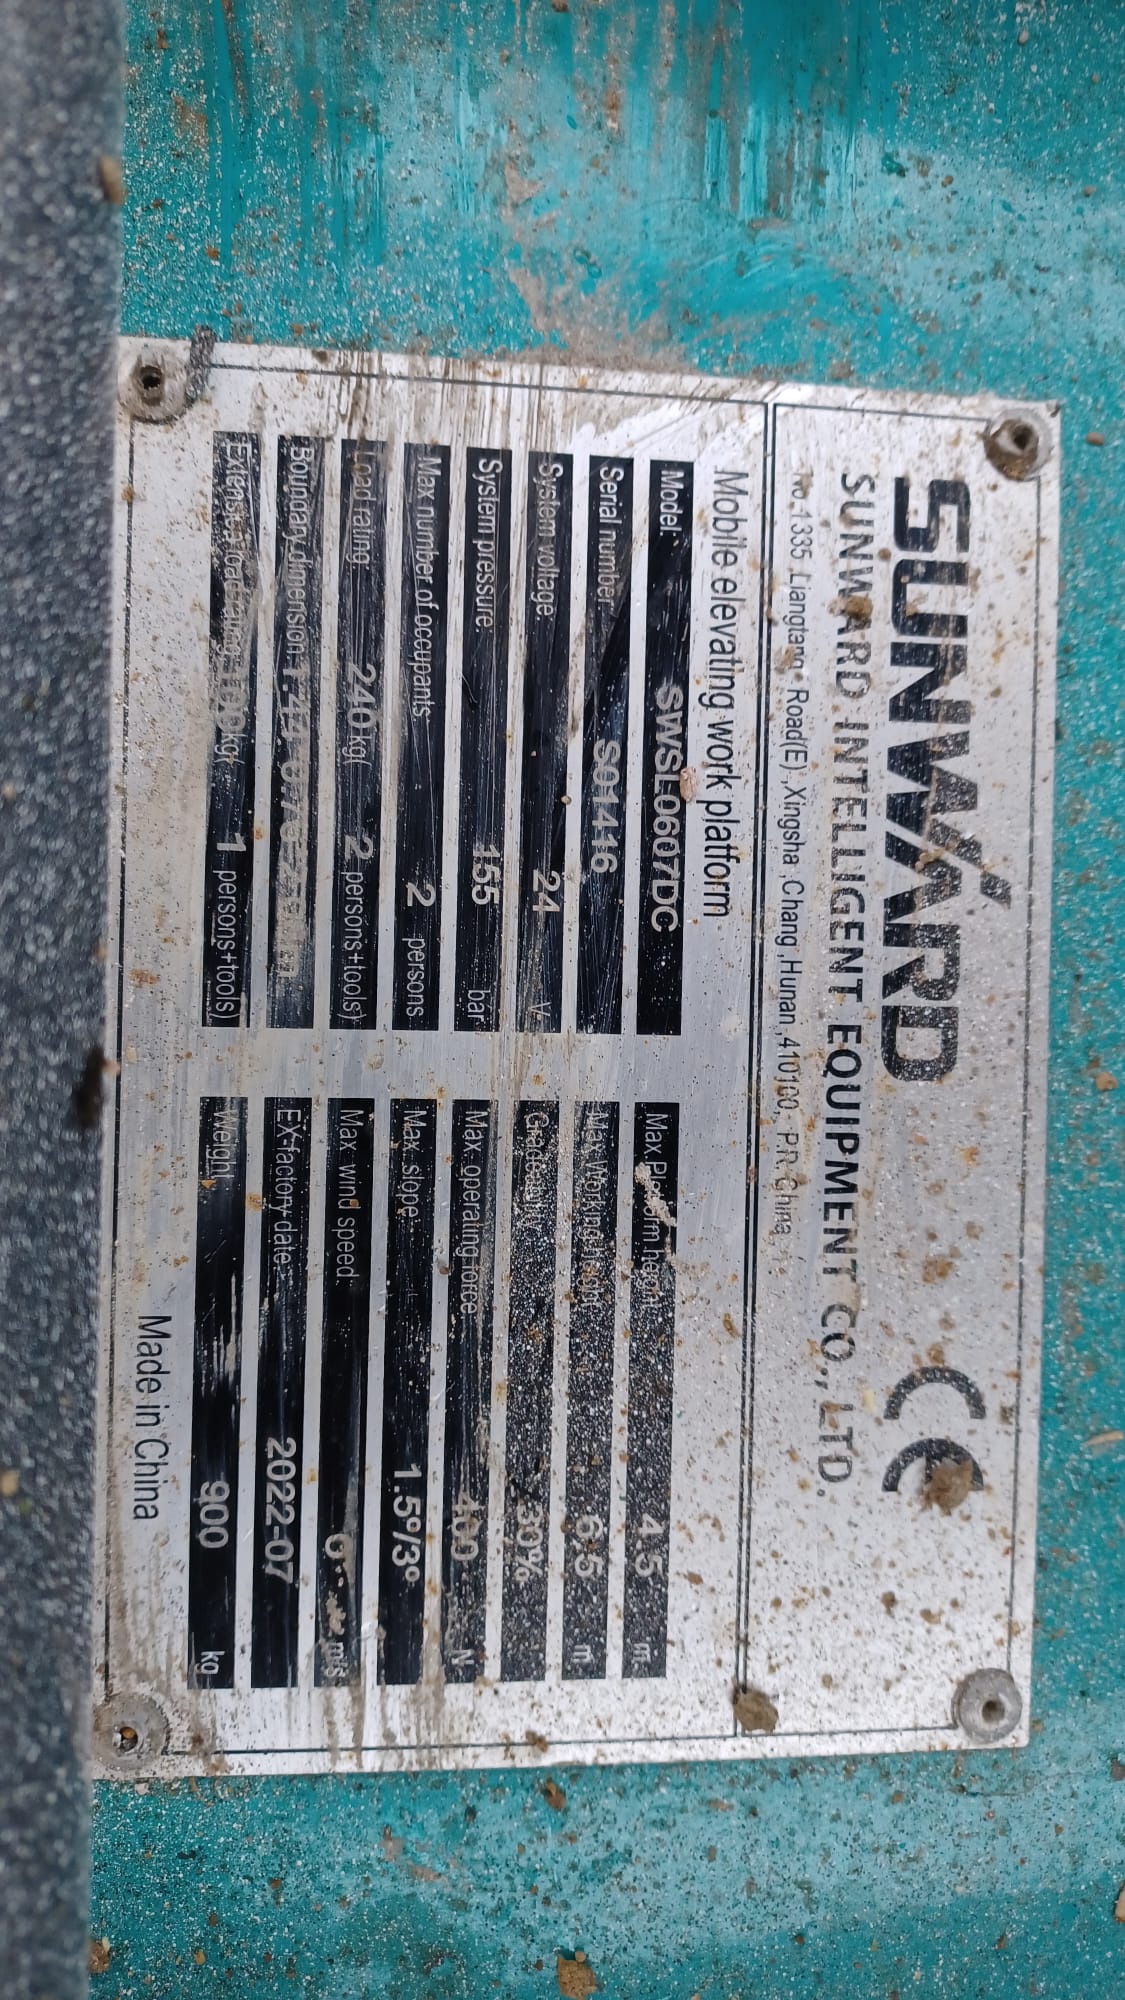 SUNWARD CE
SUNWARD INTELLIGENT EQUIPMENT CO., LTD.
No.1335 ,Liangtang Road(E) ,Xingsha ,Chang ,Hunan ,410100, P.R.China
Mobile elevating work platform
Model: SWSL0607DC
Serial number: S01416
System voltage: 24 V
System pressure: 155 bar
Max number of occupants 2 persons
Load rating 240 kg( 2 persons+tools)
Boundary dimension
Extension load rating 100 kg( 1 persons+tools)
Max.Platform height 4.5 m
Max.Working height 6.5 m
Gradeability 30%
Max. operating force 400 N
Max. slope: 1.5°/3°
Max wind speed: 0 m/s
EX-factory date: 2022-07
Weight: 900 kg
Made in China